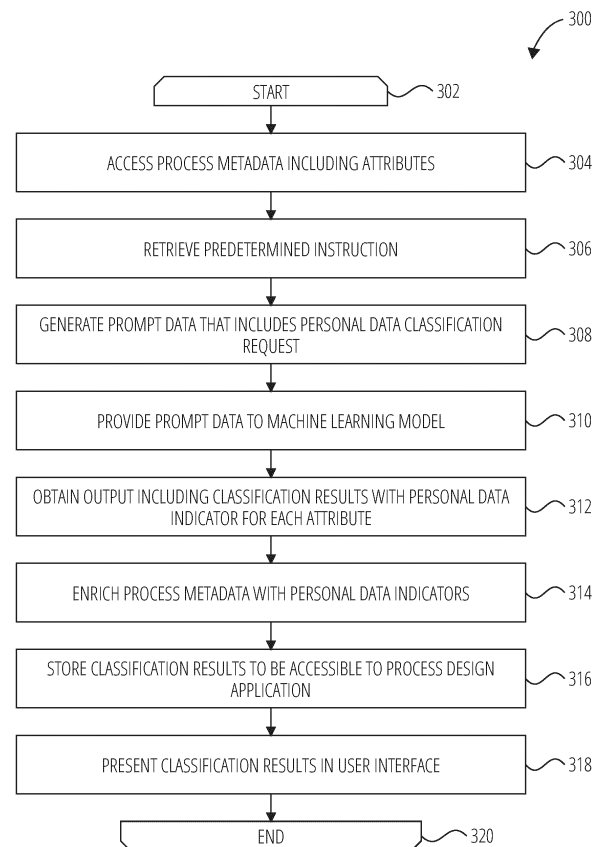 300
START
302
ACCESS PROCESS METADATA INCLUDING ATTRIBUTES
304
RETRIEVE PREDETERMINED INSTRUCTION
306
GENERATE PROMPT DATA THAT INCLUDES PERSONAL DATA CLASSIFICATION
REQUEST
308
PROVIDE PROMPT DATA TO MACHINE LEARNING MODEL
310
OBTAIN OUTPUT INCLUDING CLASSIFICATION RESULTS WITH PERSONAL DATA
INDICATOR FOR EACH ATTRIBUTE
312
ENRICH PROCESS METADATA WITH PERSONAL DATA INDICATORS
314
STORE CLASSIFICATION RESULTS TO BE ACCESSIBLE TO PROCESS DESIGN
APPLICATION
316
PRESENT CLASSIFICATION RESULTS IN USER INTERFACE
318
END
320